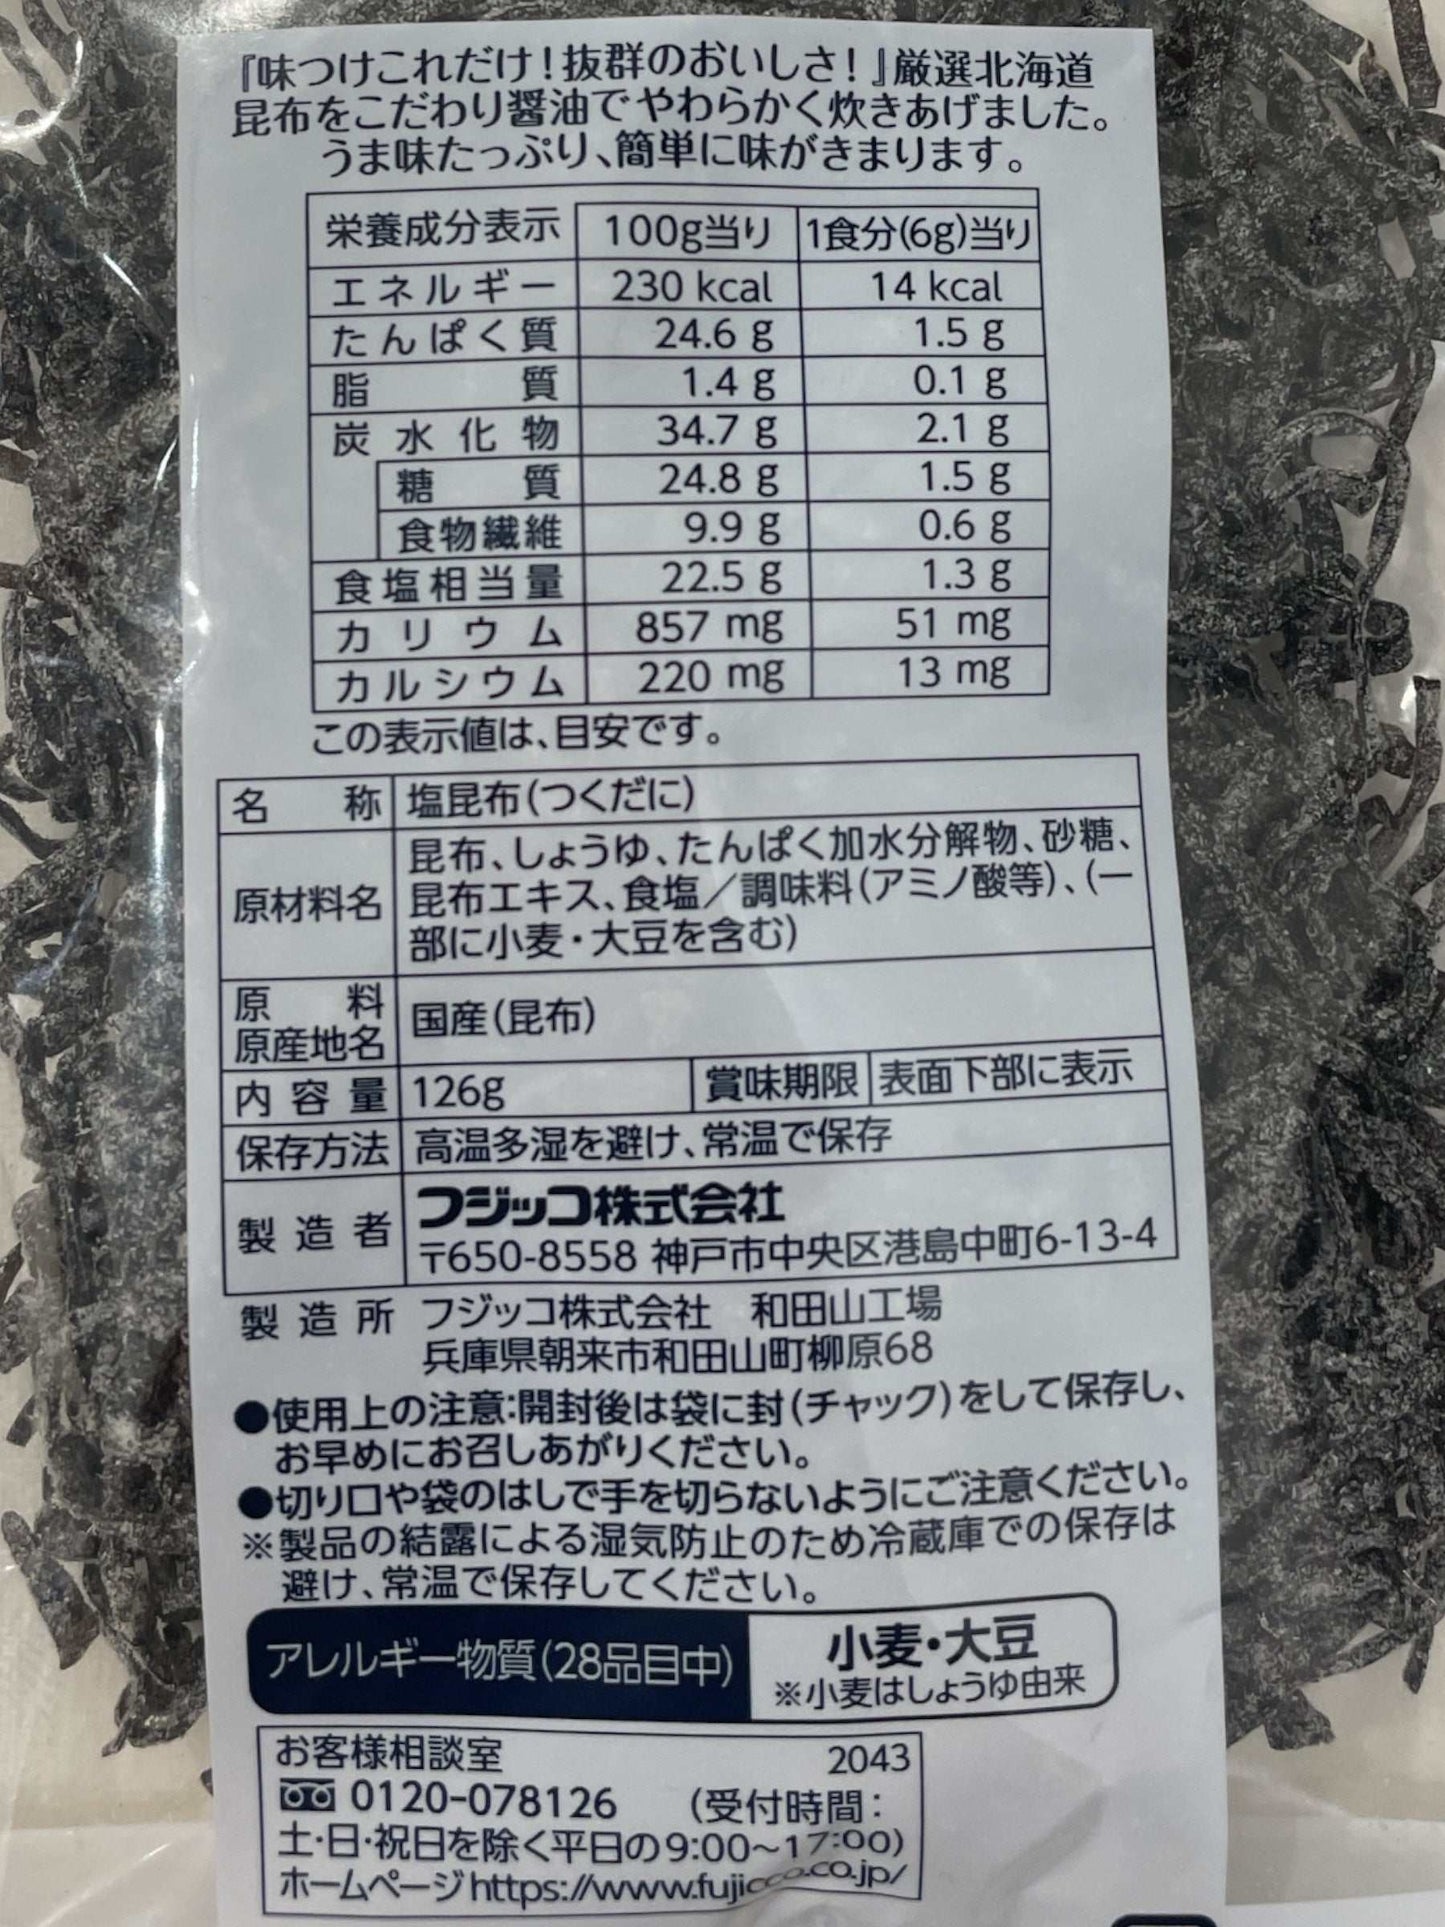 『味つけこれだけ！抜群のおいしさ！』厳選北海道
昆布をこだわり醤油でやわらかく炊きあげました。
うま味たっぷり、簡単に味がきまります。
栄養成分表示 100g当り 1食分(6g)当り
エネルギー 230 kcal 14 kcal
たんぱく質 24.6 g 1.5 g
脂質 1.4 g 0.1 g
炭水化物 34.7 g 2.1 g
糖質 24.8 g 1.5 g
食物繊維 9.9 g 0.6 g
食塩相当量 22.5 g 1.3 g
カリウム 857 mg 51 mg
カルシウム 220 mg 13 mg
この表示値は、目安です。
名称 塩昆布(つくだに)
原材料名 昆布、しょうゆ、たんぱく加水分解物、砂糖、
昆布エキス、食塩／調味料(アミノ酸等)、(一
部に小麦・大豆を含む)
原料
原産地名 国産(昆布)
内容量 126g 賞味期限 表面下部に表示
保存方法 高温多湿を避け、常温で保存
製造者 フジッコ株式会社
〒650-8558 神戸市中央区港島中町6-13-4
製造所 フジッコ株式会社 和田山工場
兵庫県朝来市和田山町柳原68
●使用上の注意:開封後は袋に封(チャック)をして保存し、
お早めにお召しあがりください。
●切り口や袋のはしで手を切らないようにご注意ください。
※製品の結露による湿気防止のため冷蔵庫での保存は
避け、常温で保存してください。
アレルギー物質(28品目中) 小麦・大豆
※小麦はしょうゆ由来
お客様相談室 2043
0120-078126 (受付時間:
土・日・祝日を除く平日の9:00〜17:00)
ホームページhttps://www.fujicco.co.jp/